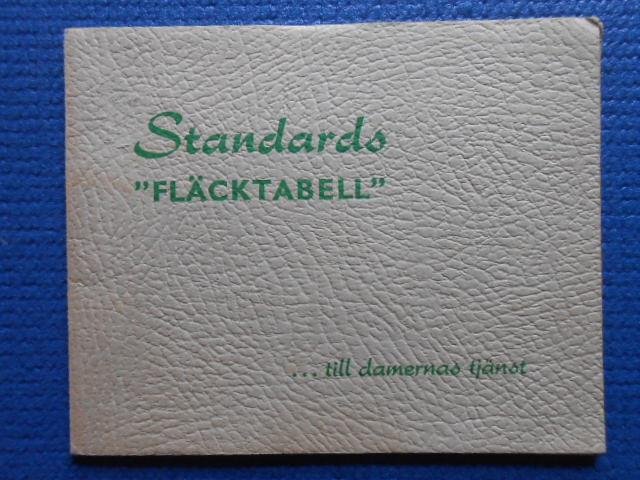 Standards
"FLÄCKTABELL"
... till damernas tjänst